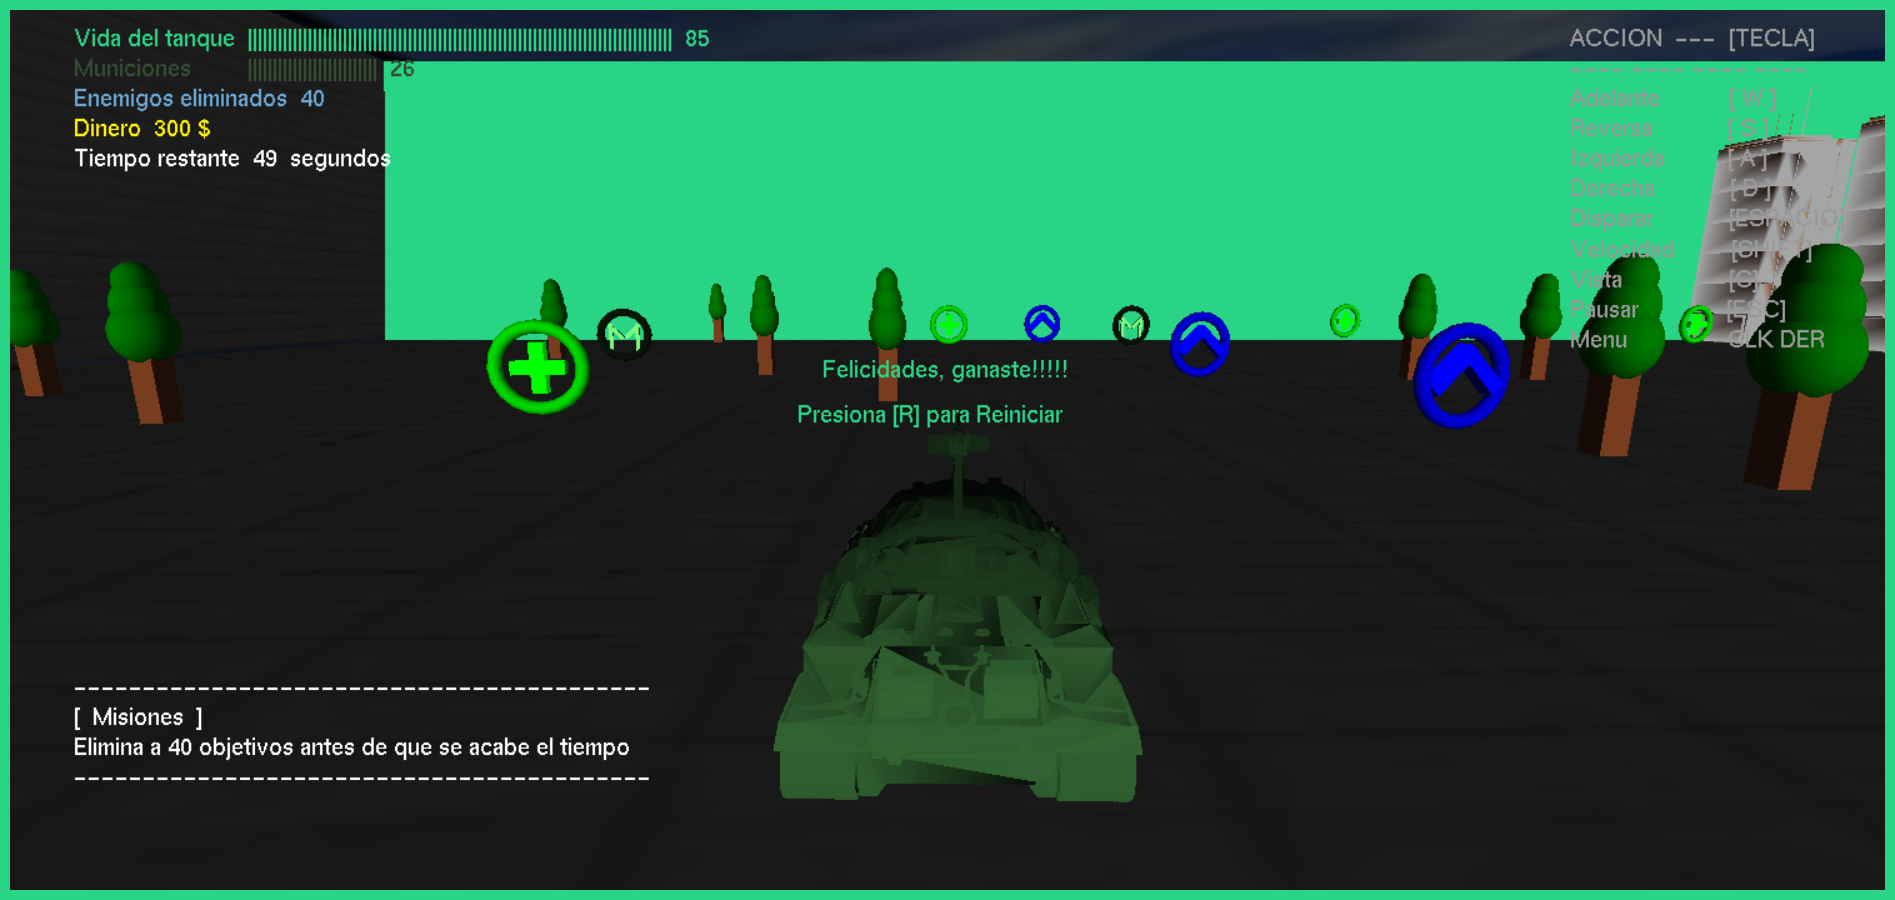 Vida del tanque |||||||||||||||||||||||||||||||||||||||||||||||||||||||||||||||||||||||||||||||||||| 85
Municiones |||||||||||||||||||||||||| 26
Enemigos eliminados 40
Dinero 300 $
Tiempo restante 49 segundos
ACCION --- [TECLA]
---- ---- ---- ----
Adelante [ W ]
Reversa [ S ]
Izquierda [ A ]
Derecha [ D ]
Disparar [ESPACIO]
Velocidad [SHIFT]
Vista [C]
Pausar [ESC]
Menu CLK DER
M
M
Felicidades, ganaste!!!!!
Presiona [R] para Reiniciar
------------------------------------------
[ Misiones ]
Elimina a 40 objetivos antes de que se acabe el tiempo
------------------------------------------